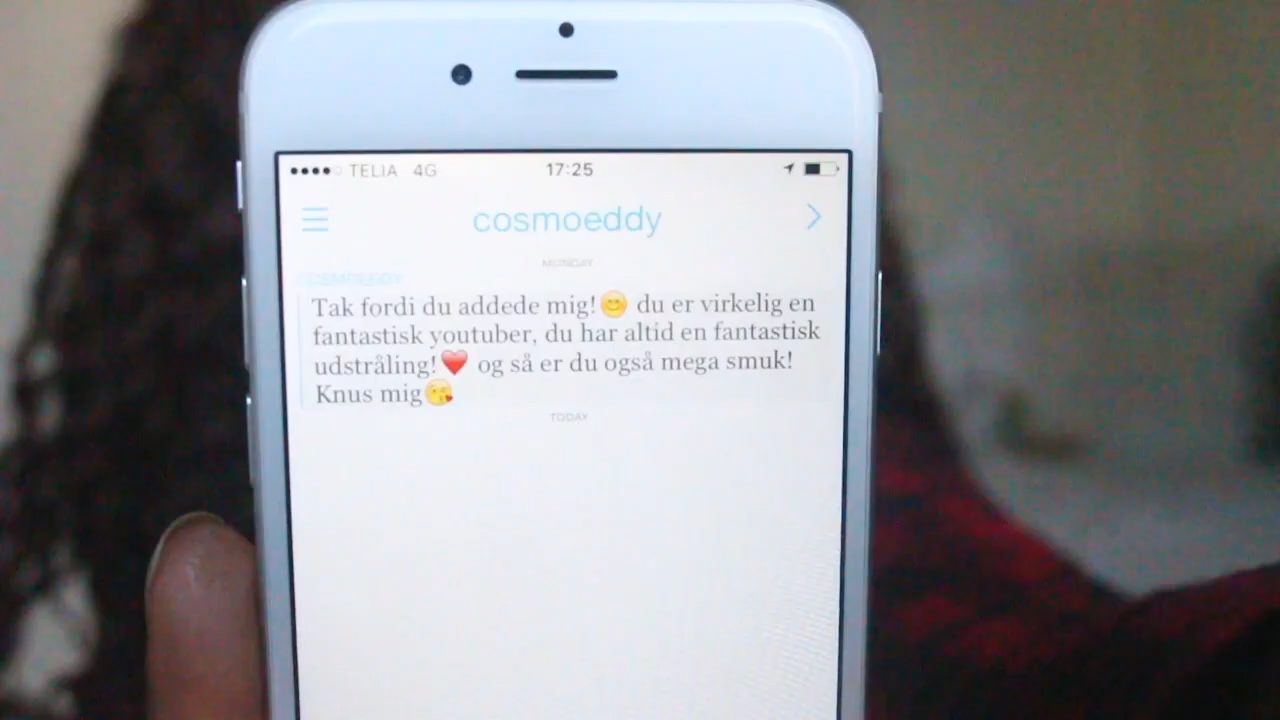 TELIA 4G 17:25
cosmoeddy
MONDAY
COSMOEDDY
Tak fordi du addede mig!😊 du er virkelig en
fantastisk youtuber, du har altid en fantastisk
udstråling!❤️ og så er du også mega smuk!
Knus mig😘
TODAY